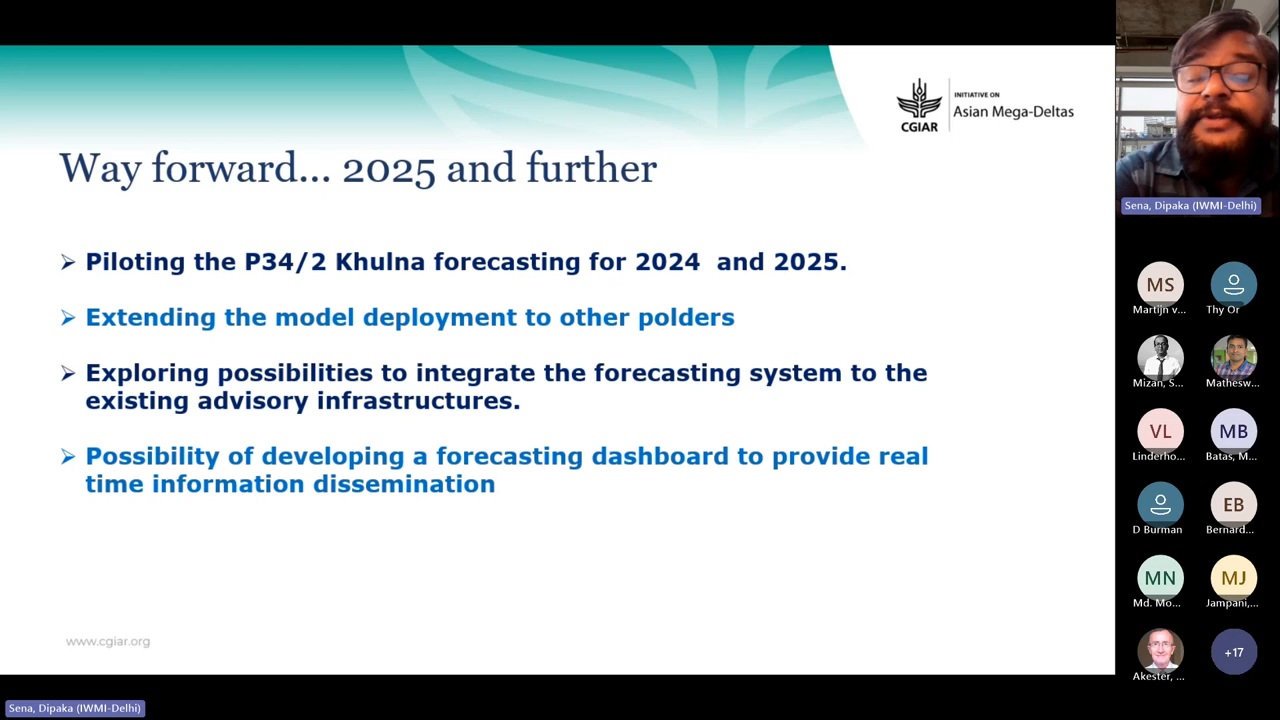 INITIATIVE ON
Asian Mega-Deltas
CGIAR
Way forward... 2025 and further
Piloting the P34/2 Khulna forecasting for 2024 and 2025.
Extending the model deployment to other polders
Exploring possibilities to integrate the forecasting system to the
existing advisory infrastructures.
Possibility of developing a forecasting dashboard to provide real
time information dissemination
www.cgiar.org
Sena, Dipaka (IWMI-Delhi)
Sena, Dipaka (IWMI-Delhi)
MS
Martijn v...
Thy Or
Mizan, S...
Mathesw...
VL
Linderho...
MB
Batas, M...
D Burman
EB
Bernard...
MN
Md. Mo...
MJ
Jampani,...
Akester, ...
+17